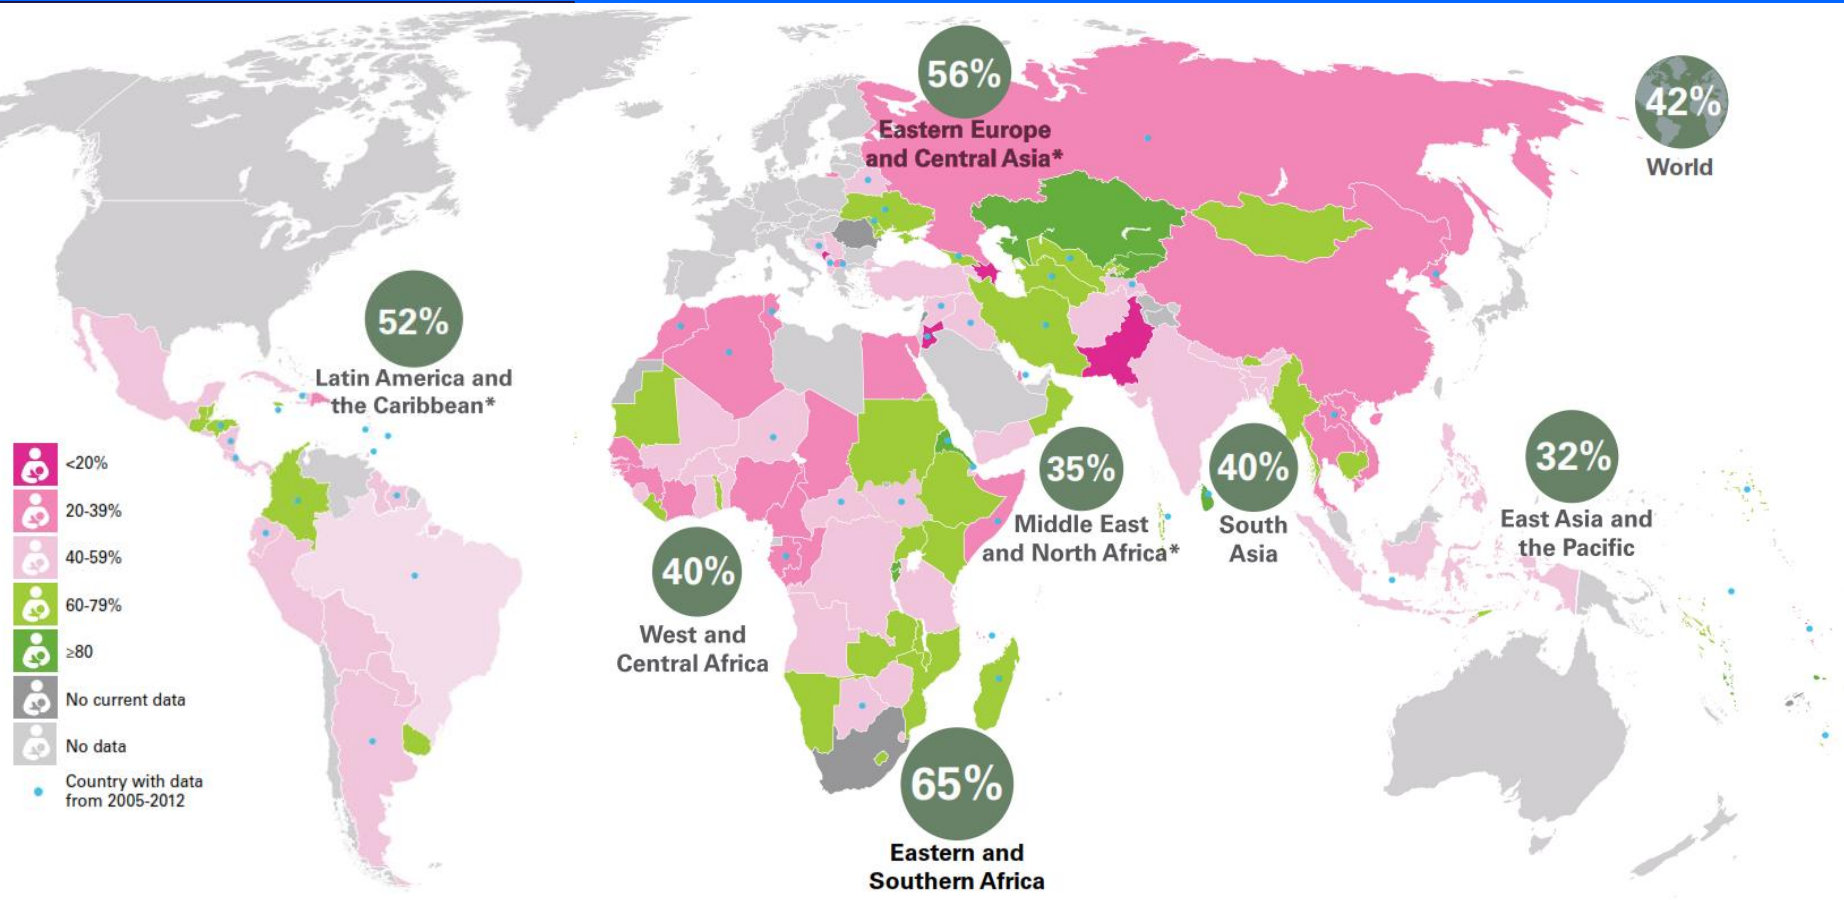 56%
Eastern Europe
and Central Asia*
42%
World
52%
Latin America and
the Caribbean*
<20%
20-39%
40-59%
60-79%
≥80
No current data
No data
Country with data
from 2005-2012
35%
Middle East
and North Africa*
40%
South
Asia
32%
East Asia and
the Pacific
40%
West and
Central Africa
65%
Eastern and
Southern Africa